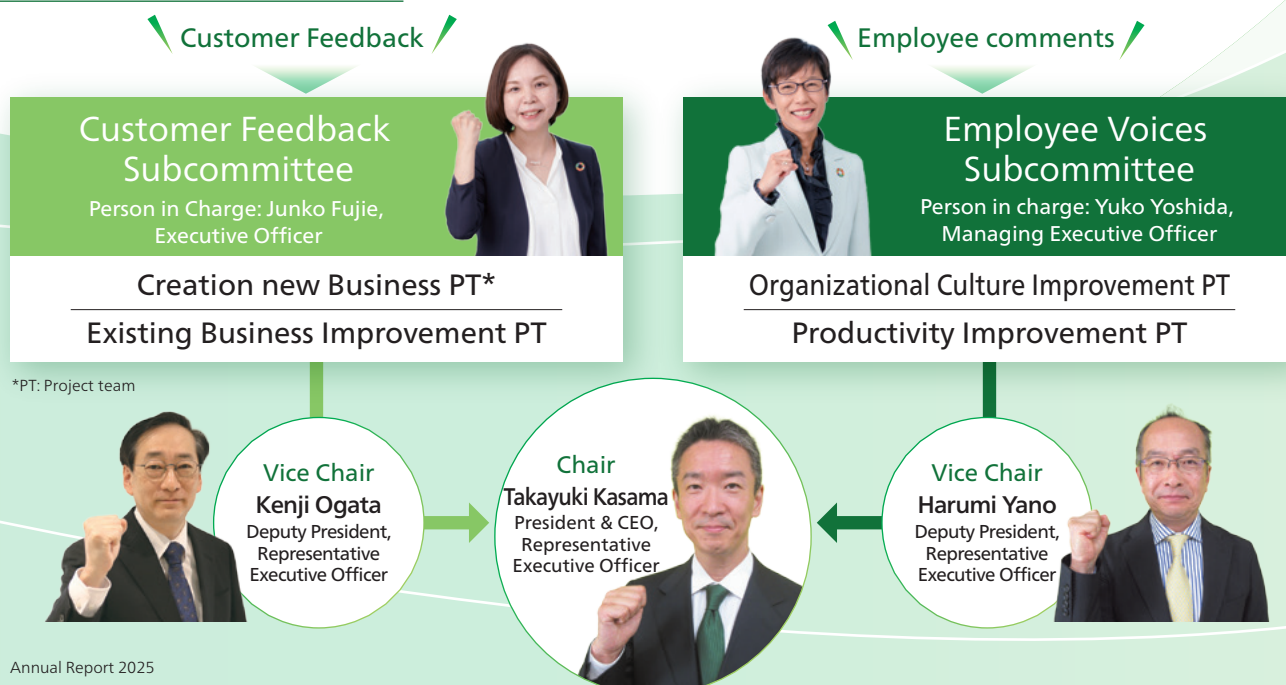 Customer Feedback
Customer Feedback
Subcommittee
Person in Charge: Junko Fujie,
Executive Officer
Creation new Business PT*
Existing Business Improvement PT
*PT: Project team
Employee comments
Employee Voices
Subcommittee
Person in charge: Yuko Yoshida,
Managing Executive Officer
Organizational Culture Improvement PT
Productivity Improvement PT
Vice Chair
Kenji Ogata
Deputy President,
Representative
Executive Officer
Chair
Takayuki Kasama
President & CEO,
Representative
Executive Officer
Vice Chair
Harumi Yano
Deputy President,
Representative
Executive Officer
Annual Report 2025